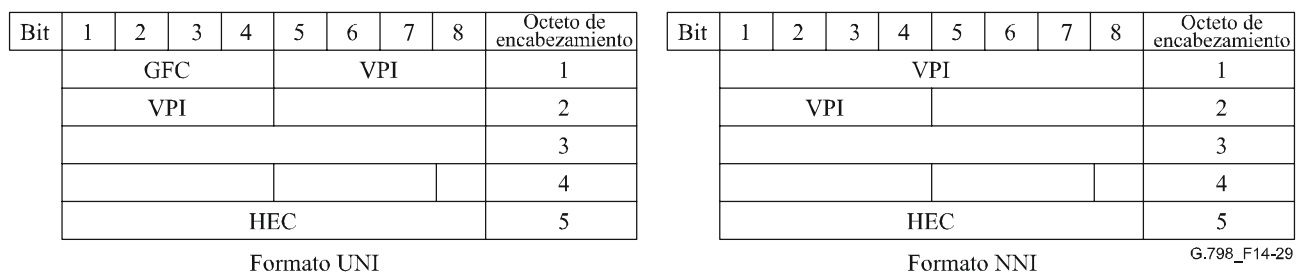 Bit 1 2 3 4 5 6 7 8 Octeto de encabezamiento
GFC VPI 1
VPI 2
3
4
HEC 5
Formato UNI
Bit 1 2 3 4 5 6 7 8 Octeto de encabezamiento
VPI 1
VPI 2
3
4
HEC 5
Formato NNI
G.798_F14-29